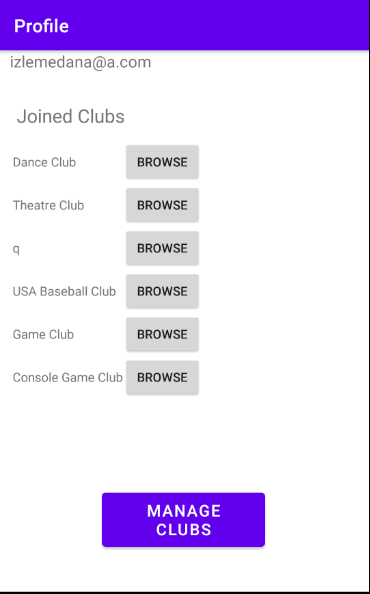 Profile
izlemedana@a.com
Joined Clubs
Dance Club BROWSE
Theatre Club BROWSE
q BROWSE
USA Baseball Club BROWSE
Game Club BROWSE
Console Game Club BROWSE
MANAGE
CLUBS